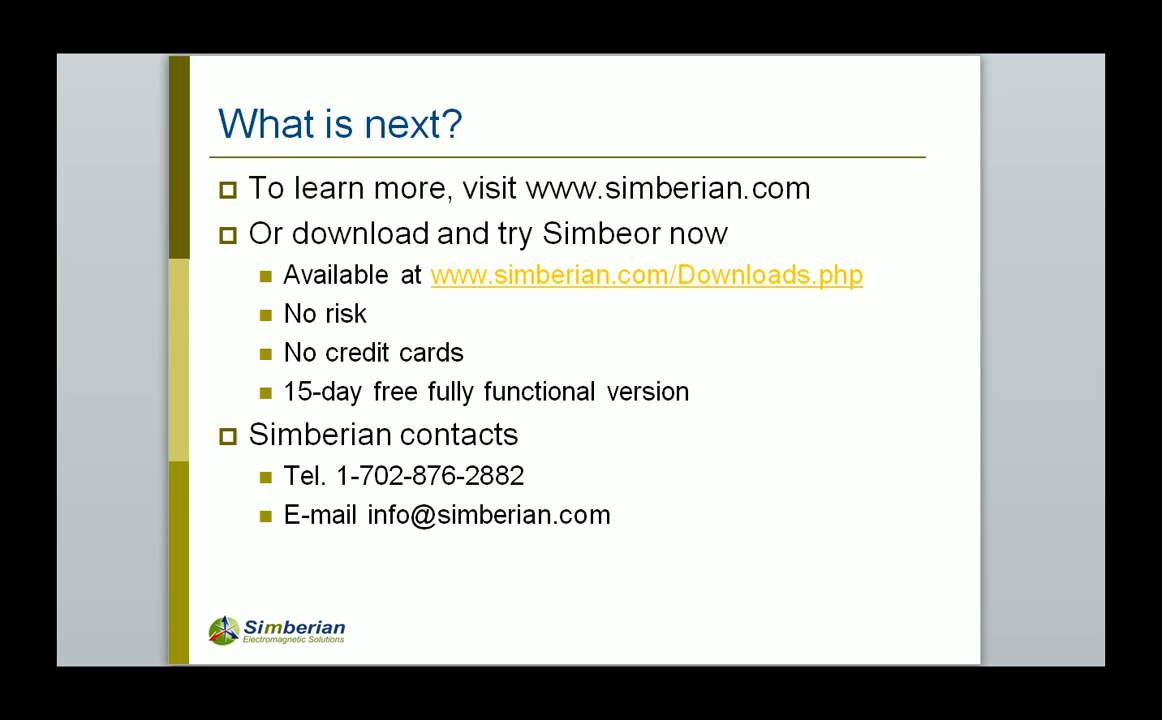 What is next?
To learn more, visit www.simberian.com
Or download and try Simbeor now
Available at www.simberian.com/Downloads.php
No risk
No credit cards
15-day free fully functional version
Simberian contacts
Tel. 1-702-876-2882
E-mail info@simberian.com
Simberian
Electromagnetic Solutions